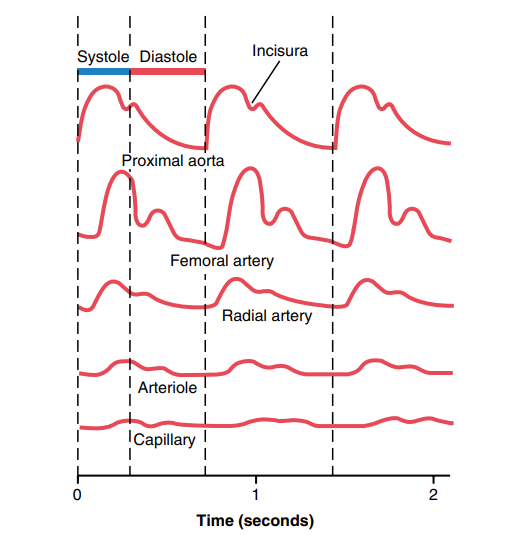 Incisura
Systole Diastole
Proximal aorta
Femoral artery
Radial artery
Arteriole
Capillary
0 1 2
Time (seconds)